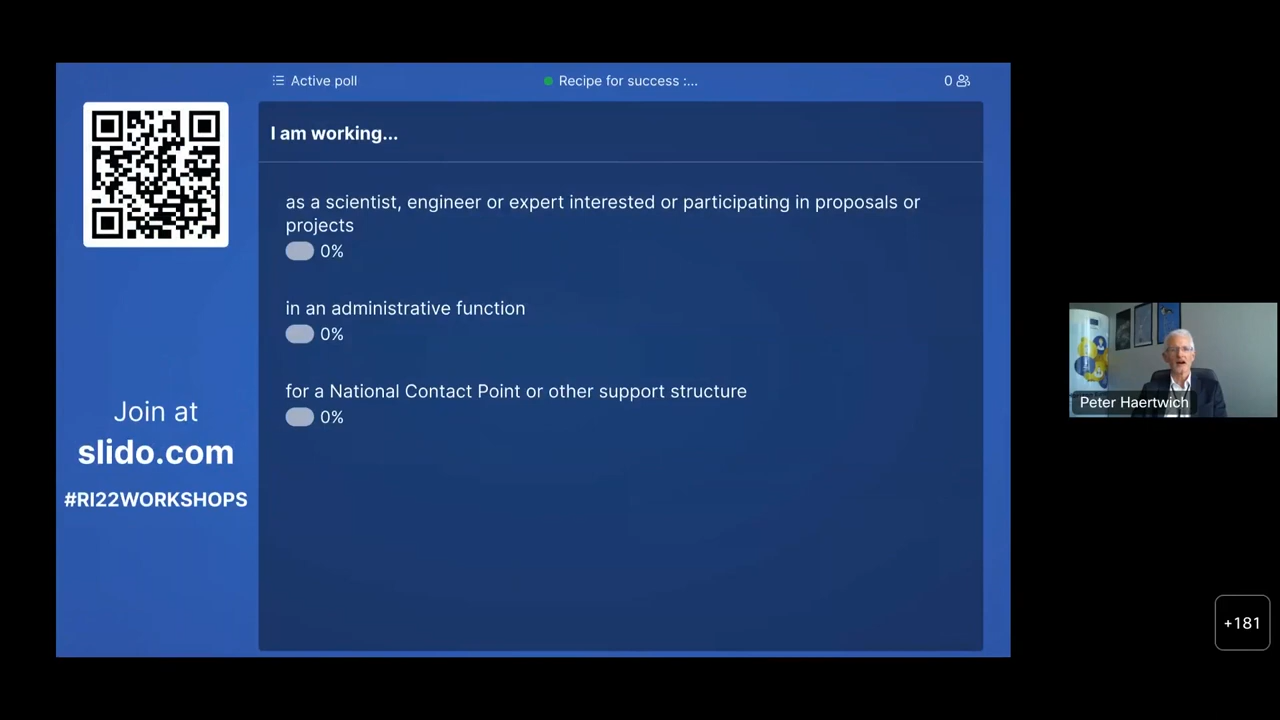 Active poll
Recipe for success :...
0
I am working...
as a scientist, engineer or expert interested or participating in proposals or
projects
0%
in an administrative function
0%
for a National Contact Point or other support structure
0%
Join at
slido.com
#RI22WORKSHOPS
Peter Haertwich
+181